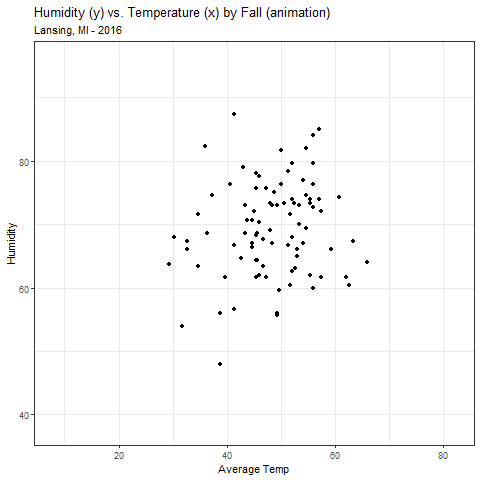 Humidity (y) vs. Temperature (x) by Fall (animation)
Lansing, MI - 2016
80
60
40
Humidity
20 40 60 80
Average Temp